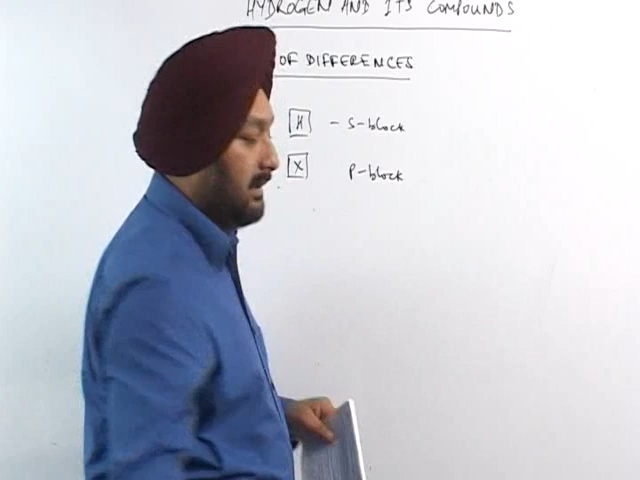 HYDROGEN AND ITS COMPOUNDS
OF DIFFERENCES
H - S-block
X P-block